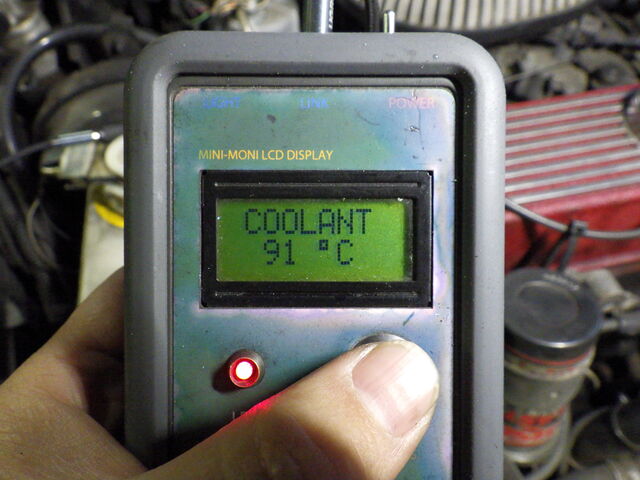 LIGHT LINK POWER
MINI-MONI LCD DISPLAY
COOLANT
91 °C